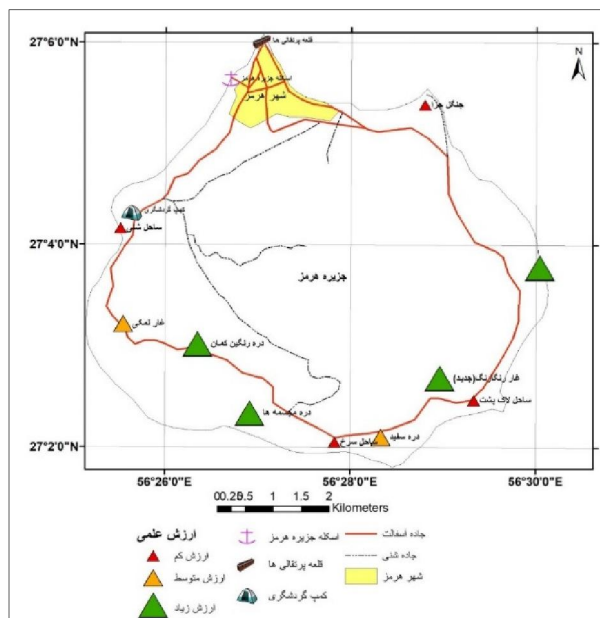 27°6'0"N
27°4'0"N
27°2'0"N
56°26'0"E
56°28'0"E
56°30'0"E
N
قلعه پرتقالی ها
اسکله جزیره هرمز
شهر هرمز
جنگل حرا
کمپ گردشگری
ساحل شنی
جزیره هرمز
غار نمکی
دره رنگین کمان
غار رنگارنگ(جدید)
دره مجسمه ها
ساحل لاک پشت
دره سفید
ساحل سرخ
0 0.25 0.5 1 1.5 2
Kilometers
ارزش علمی
ارزش کم
ارزش متوسط
ارزش زیاد
اسکله جزیره هرمز
قلعه پرتقالی ها
کمپ گردشگری
جاده اسفالت
جاده شنی
شهر هرمز